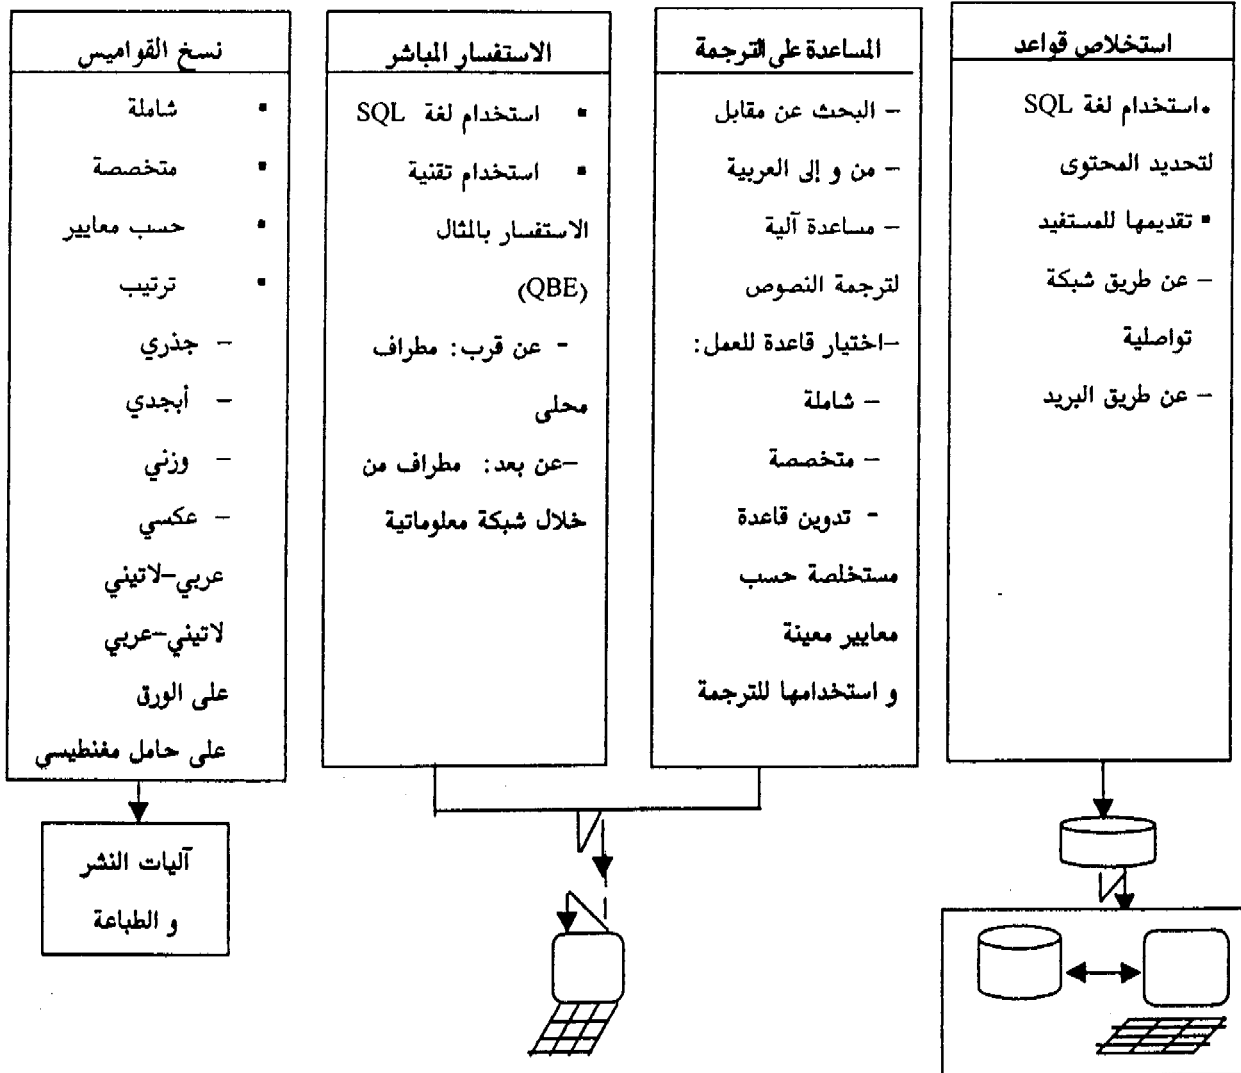 استخلاص قواعد
•استخدام لغة SQL
لتحديد المحتوى
▪ تقديمها للمستفيد
– عن طريق شبكة
تواصلية
– عن طريق البريد
المساعدة على الترجمة
– البحث عن مقابل
– من و إلى العربية
– مساعدة آلية
لترجمة النصوص
–اختيار قاعدة للعمل:
– شاملة
– متخصصة
- تدوين قاعدة
مستخلصة حسب
معايير معينة
و استخدامها للترجمة
الاستفسار المباشر
▪ استخدام لغة SQL
▪ استخدام تقنية
الاستفسار بالمثال
(QBE)
- عن قرب: مطراف
محلى
–عن بعد: مطراف من
خلال شبكة معلوماتية
نسخ القواميس
▪ شاملة
▪ متخصصة
▪ حسب معايير
▪ ترتيب
– جذري
– أبجدي
– وزني
– عكسي
عربي–لاتيني
لاتيني–عربي
على الورق
على حامل مغنطيسي
آليات النشر
و الطباعة